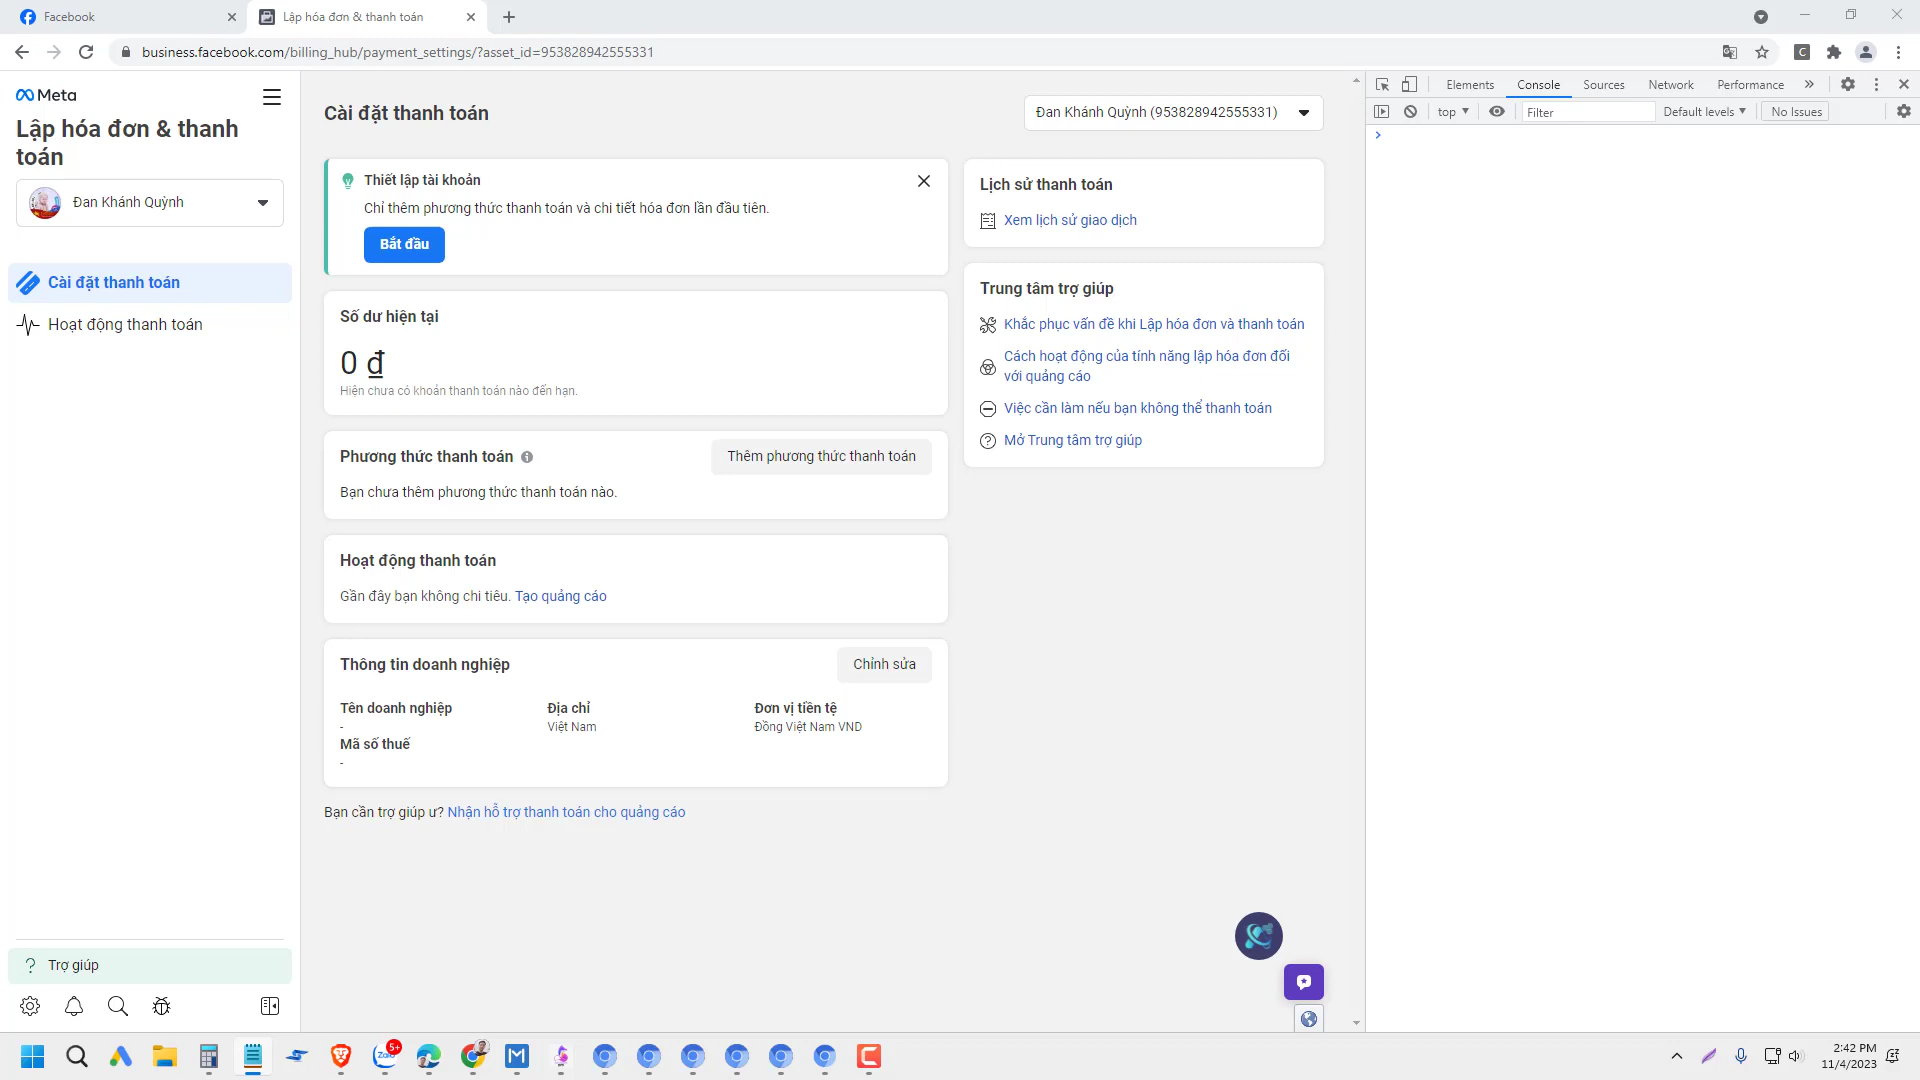 Facebook
Lập hóa đơn & thanh toán
business.facebook.com/billing_hub/payment_settings/?asset_id=953828942555331
Meta
Lập hóa đơn & thanh
toán
Đan Khánh Quỳnh
Cài đặt thanh toán
Hoạt động thanh toán
Trợ giúp
Cài đặt thanh toán
Đan Khánh Quỳnh (953828942555331)
Thiết lập tài khoản
Chỉ thêm phương thức thanh toán và chi tiết hóa đơn lần đầu tiên.
Bắt đầu
Số dư hiện tại
0 ₫
Hiện chưa có khoản thanh toán nào đến hạn.
Phương thức thanh toán
Thêm phương thức thanh toán
Bạn chưa thêm phương thức thanh toán nào.
Hoạt động thanh toán
Gần đây bạn không chi tiêu. Tạo quảng cáo
Thông tin doanh nghiệp
Chỉnh sửa
Tên doanh nghiệp
-
Địa chỉ
Việt Nam
Đơn vị tiền tệ
Đồng Việt Nam VND
Mã số thuế
-
Bạn cần trợ giúp ư? Nhận hỗ trợ thanh toán cho quảng cáo
Lịch sử thanh toán
Xem lịch sử giao dịch
Trung tâm trợ giúp
Khắc phục vấn đề khi Lập hóa đơn và thanh toán
Cách hoạt động của tính năng lập hóa đơn đối
với quảng cáo
Việc cần làm nếu bạn không thể thanh toán
Mở Trung tâm trợ giúp
Elements
Console
Sources
Network
Performance
top
Filter
Default levels
No Issues
Zalo
5+
2:42 PM
11/4/2023